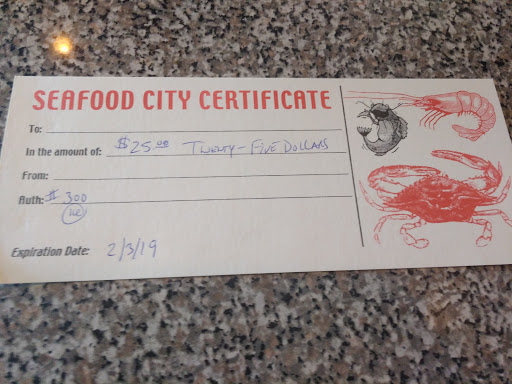 SEAFOOD CITY CERTIFICATE
To:
In the amount of: $25.00 Twenty-Five Dollars
From:
Auth: # 300
Expiration Date: 2/3/19